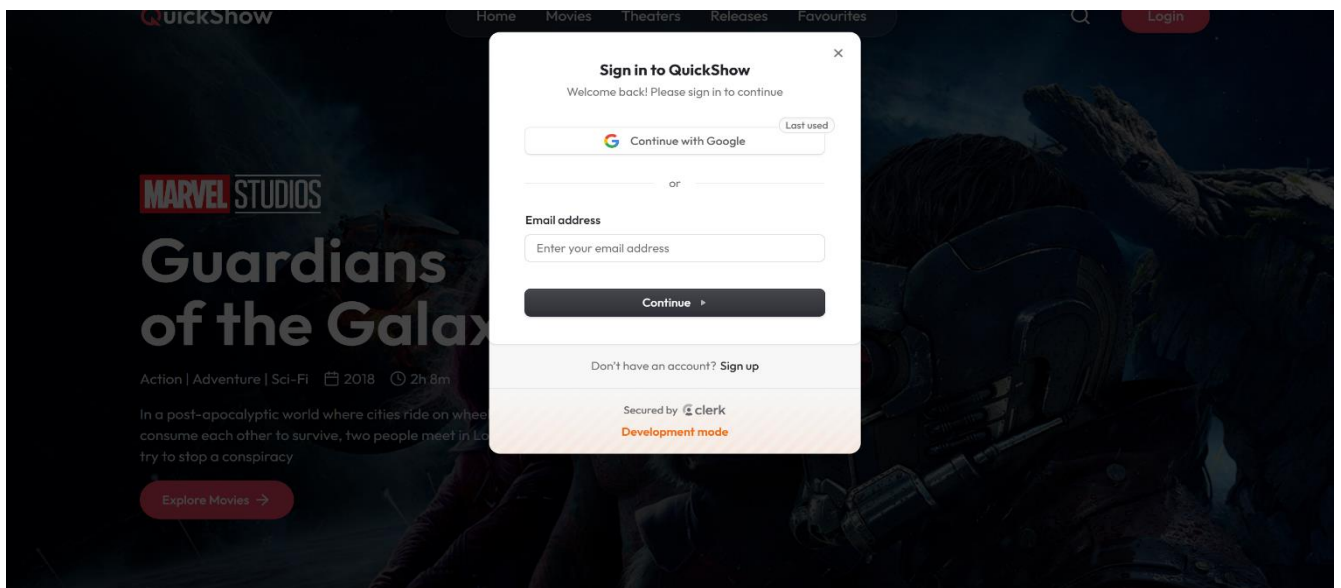 QuickShow
Home Movies Theaters Releases Favourites
Login
Sign in to QuickShow
Welcome back! Please sign in to continue
Last used
Continue with Google
or
Email address
Enter your email address
Continue
Don't have an account? Sign up
Secured by clerk
Development mode
MARVEL STUDIOS
Guardians
of the Galax
Action | Adventure | Sci-Fi 2018 2h 8m
In a post-apocalyptic world where cities ride on whee
consume each other to survive, two people meet in Lo
try to stop a conspiracy
Explore Movies